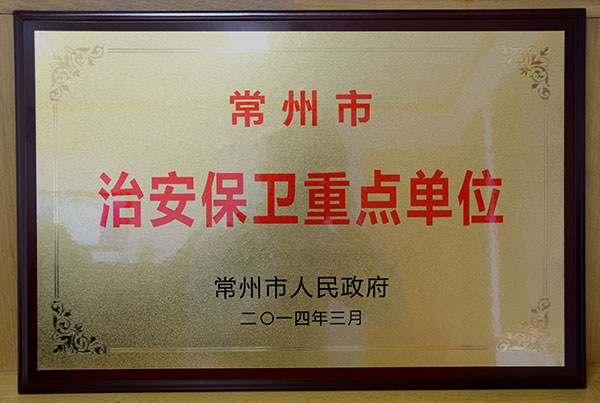 常州市
治安保卫重点单位
常州市人民政府
二〇一四年三月